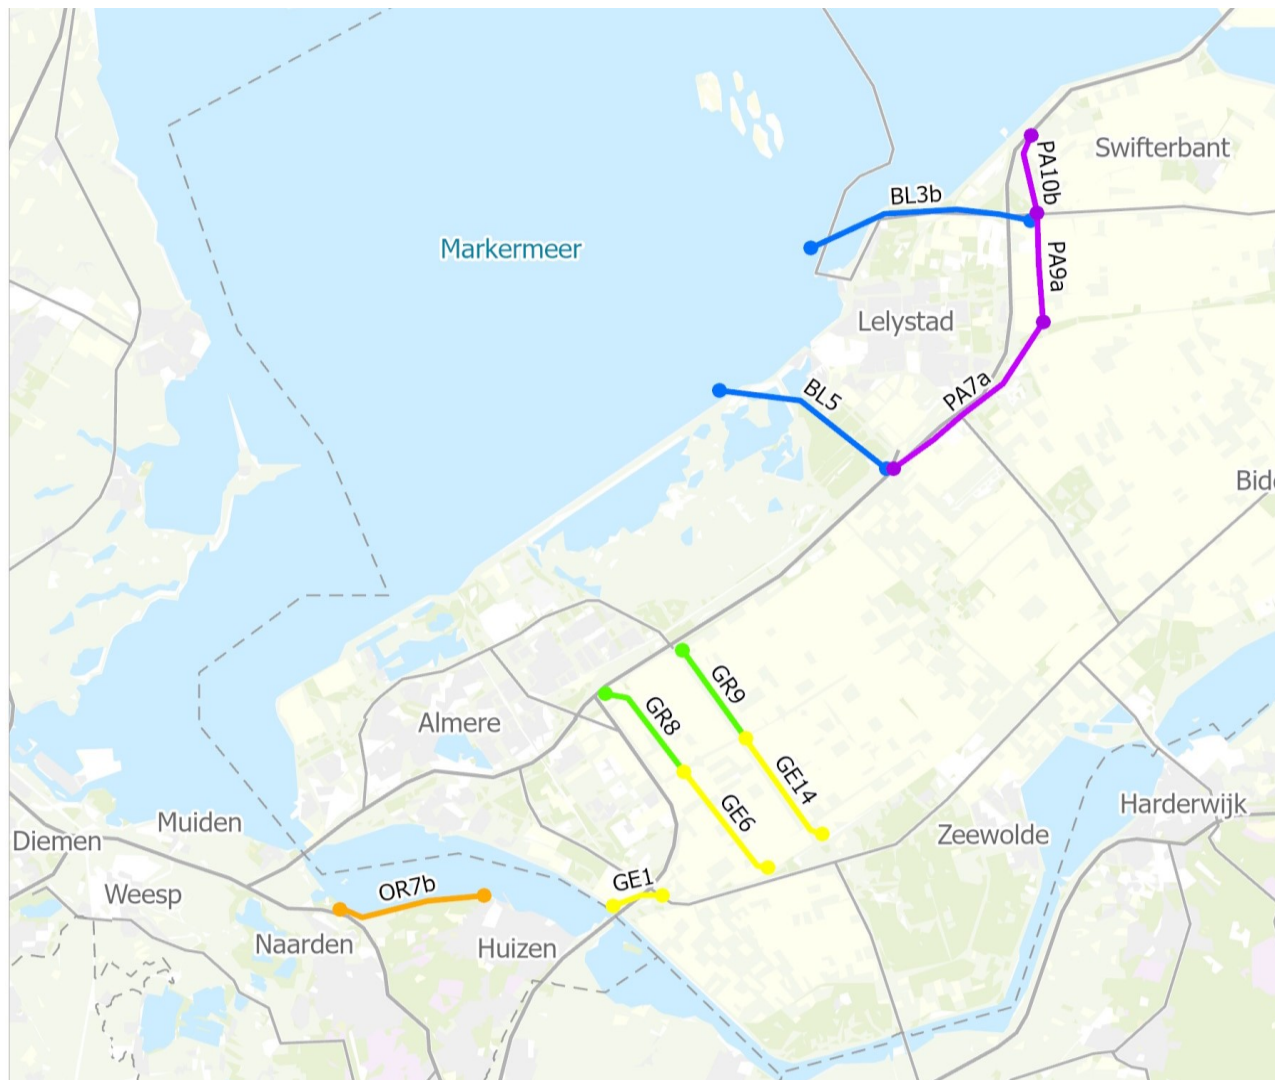 Swifterbant
PA10b
BL3b
Markermeer
PA9a
Lelystad
PA7a
BL5
Bidd
GR9
GR8
Almere
GE14
GE6
Harderwijk
Muiden
Diemen
Zeewolde
GE1
OR7b
Weesp
Naarden
Huizen